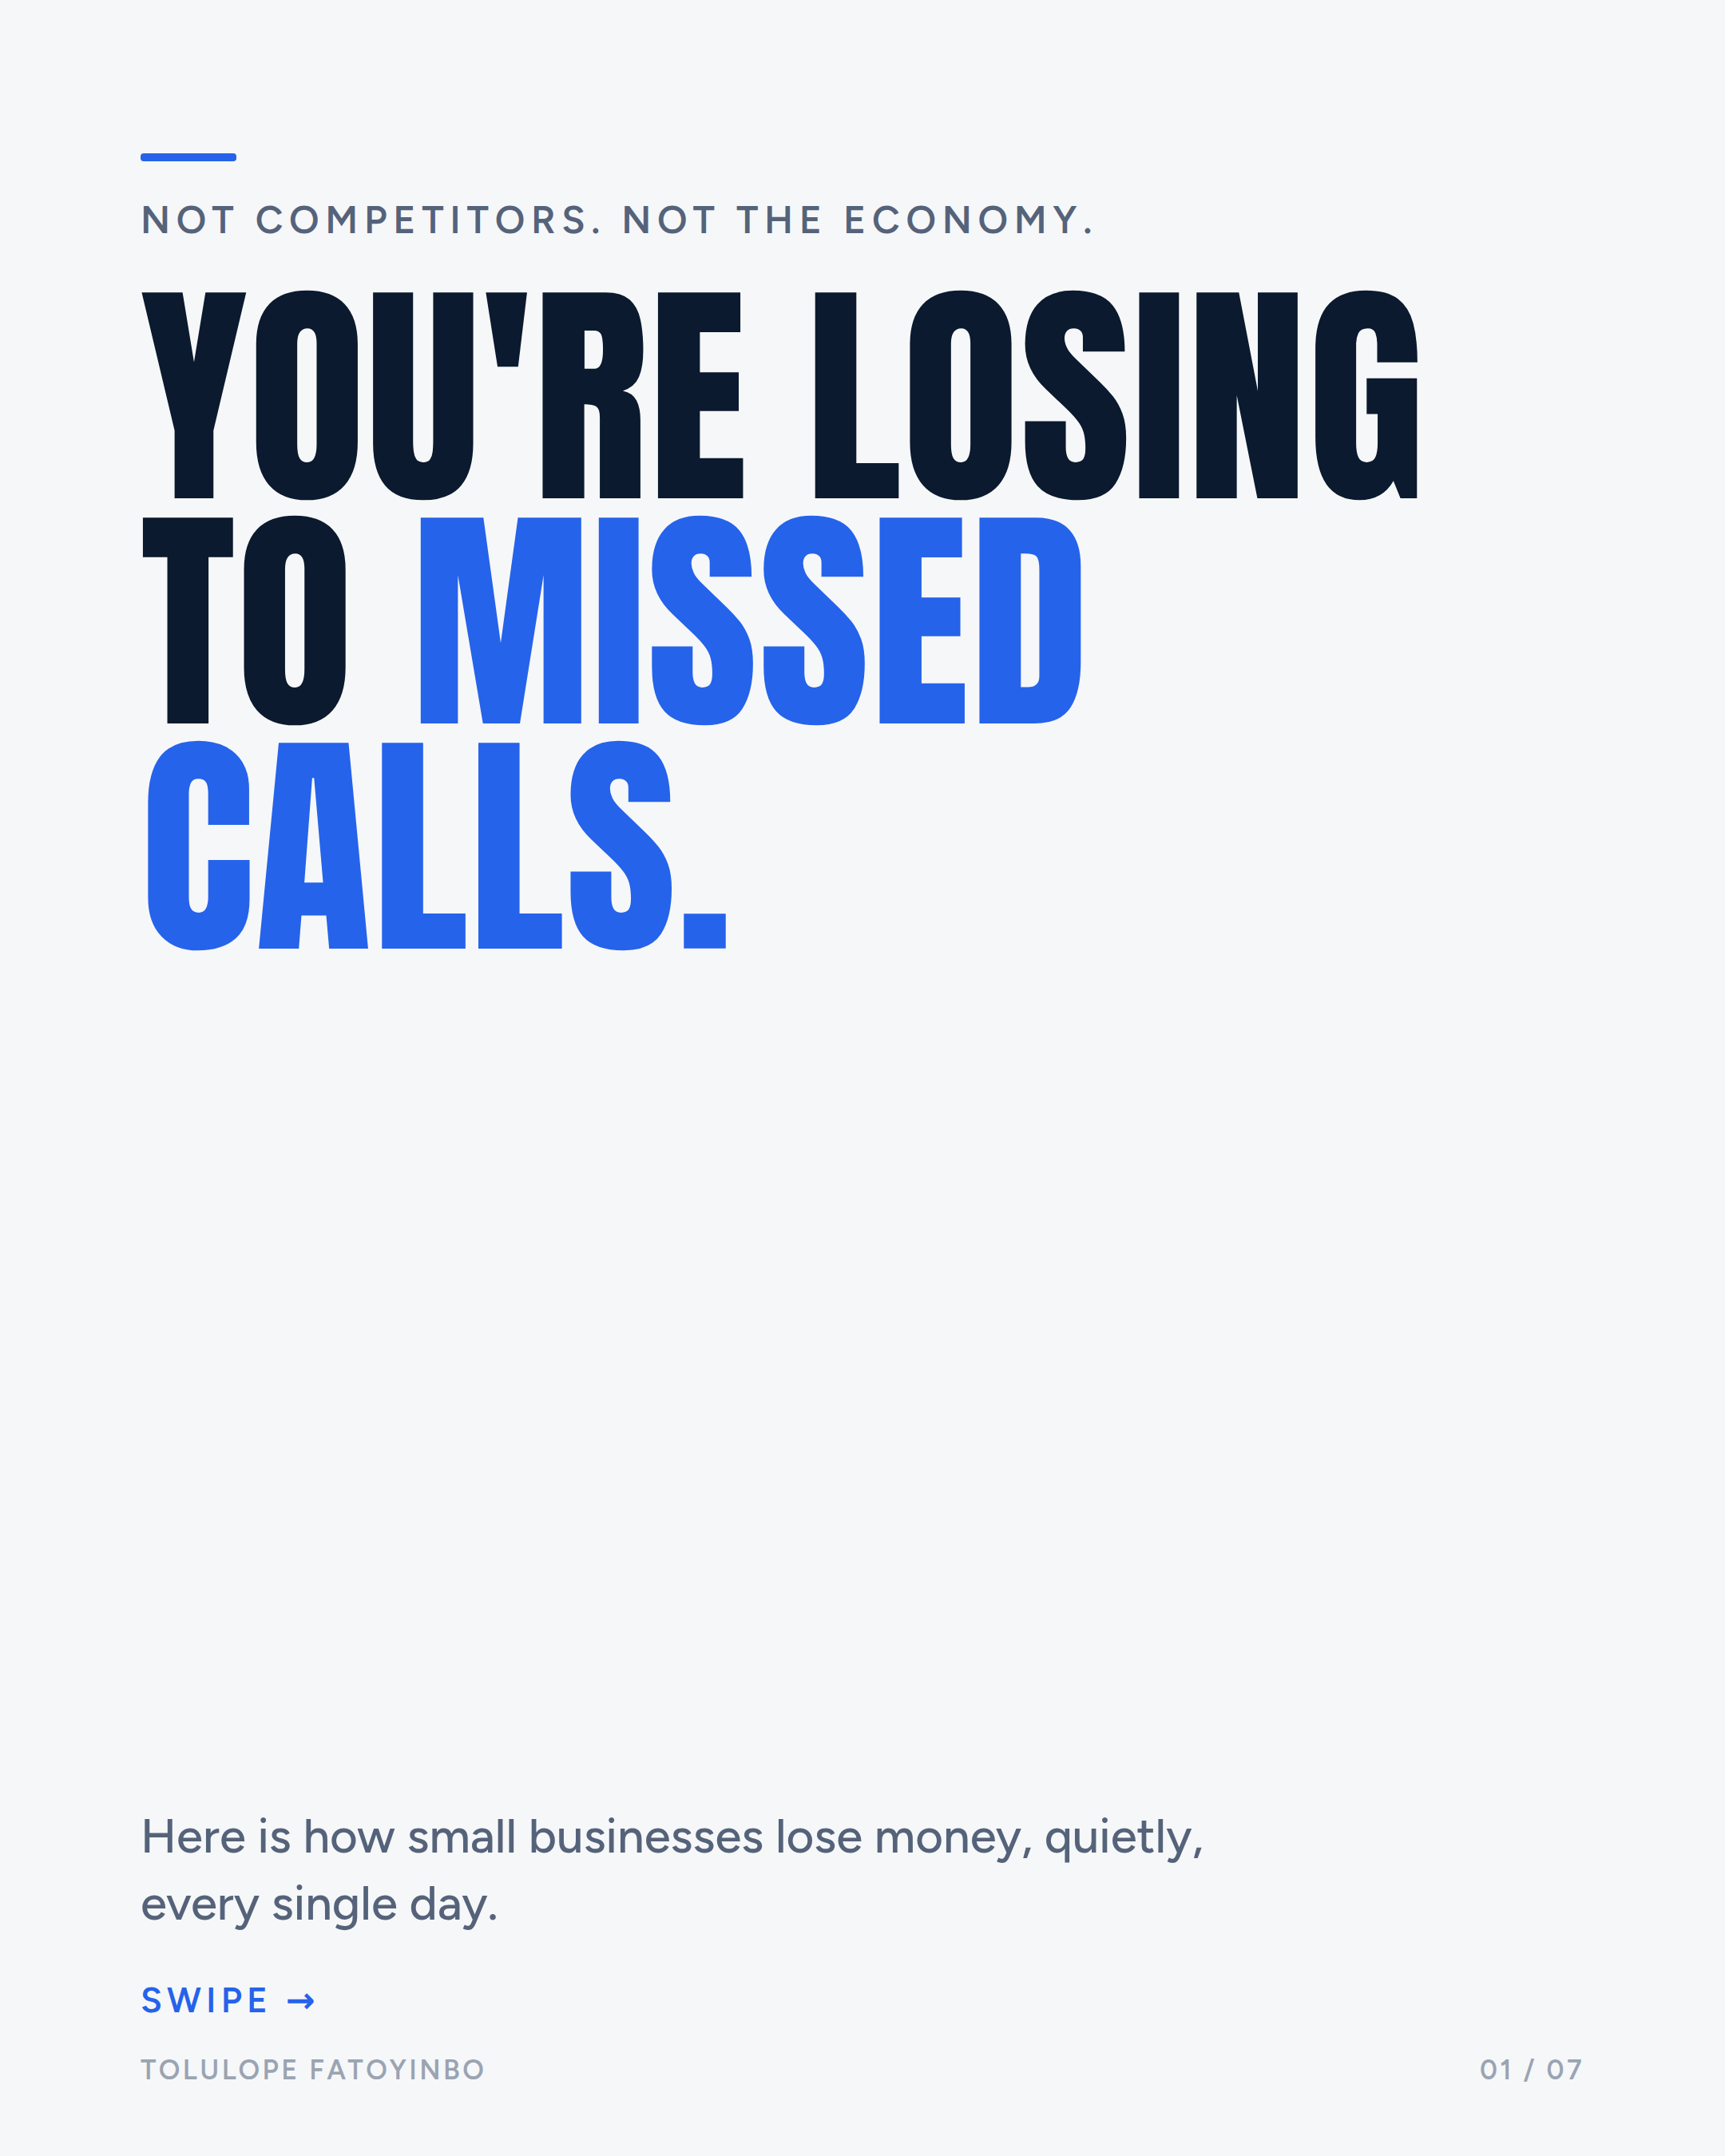 NOT COMPETITORS. NOT THE ECONOMY.
YOU'RE LOSING
TO MISSED
CALLS.
Here is how small businesses lose money, quietly,
every single day.
SWIPE →
TOLULOPE FATOYINBO
01 / 07